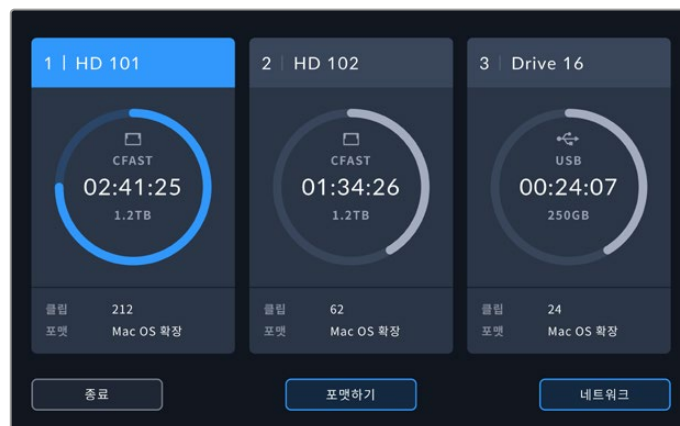 1 | HD 101
CFAST
02:41:25
1.2TB
클립 212
포맷 Mac OS 확장
2 | HD 102
CFAST
01:34:26
1.2TB
클립 62
포맷 Mac OS 확장
3 | Drive 16
USB
00:24:07
250GB
클립 24
포맷 Mac OS 확장
종료
포맷하기
네트워크